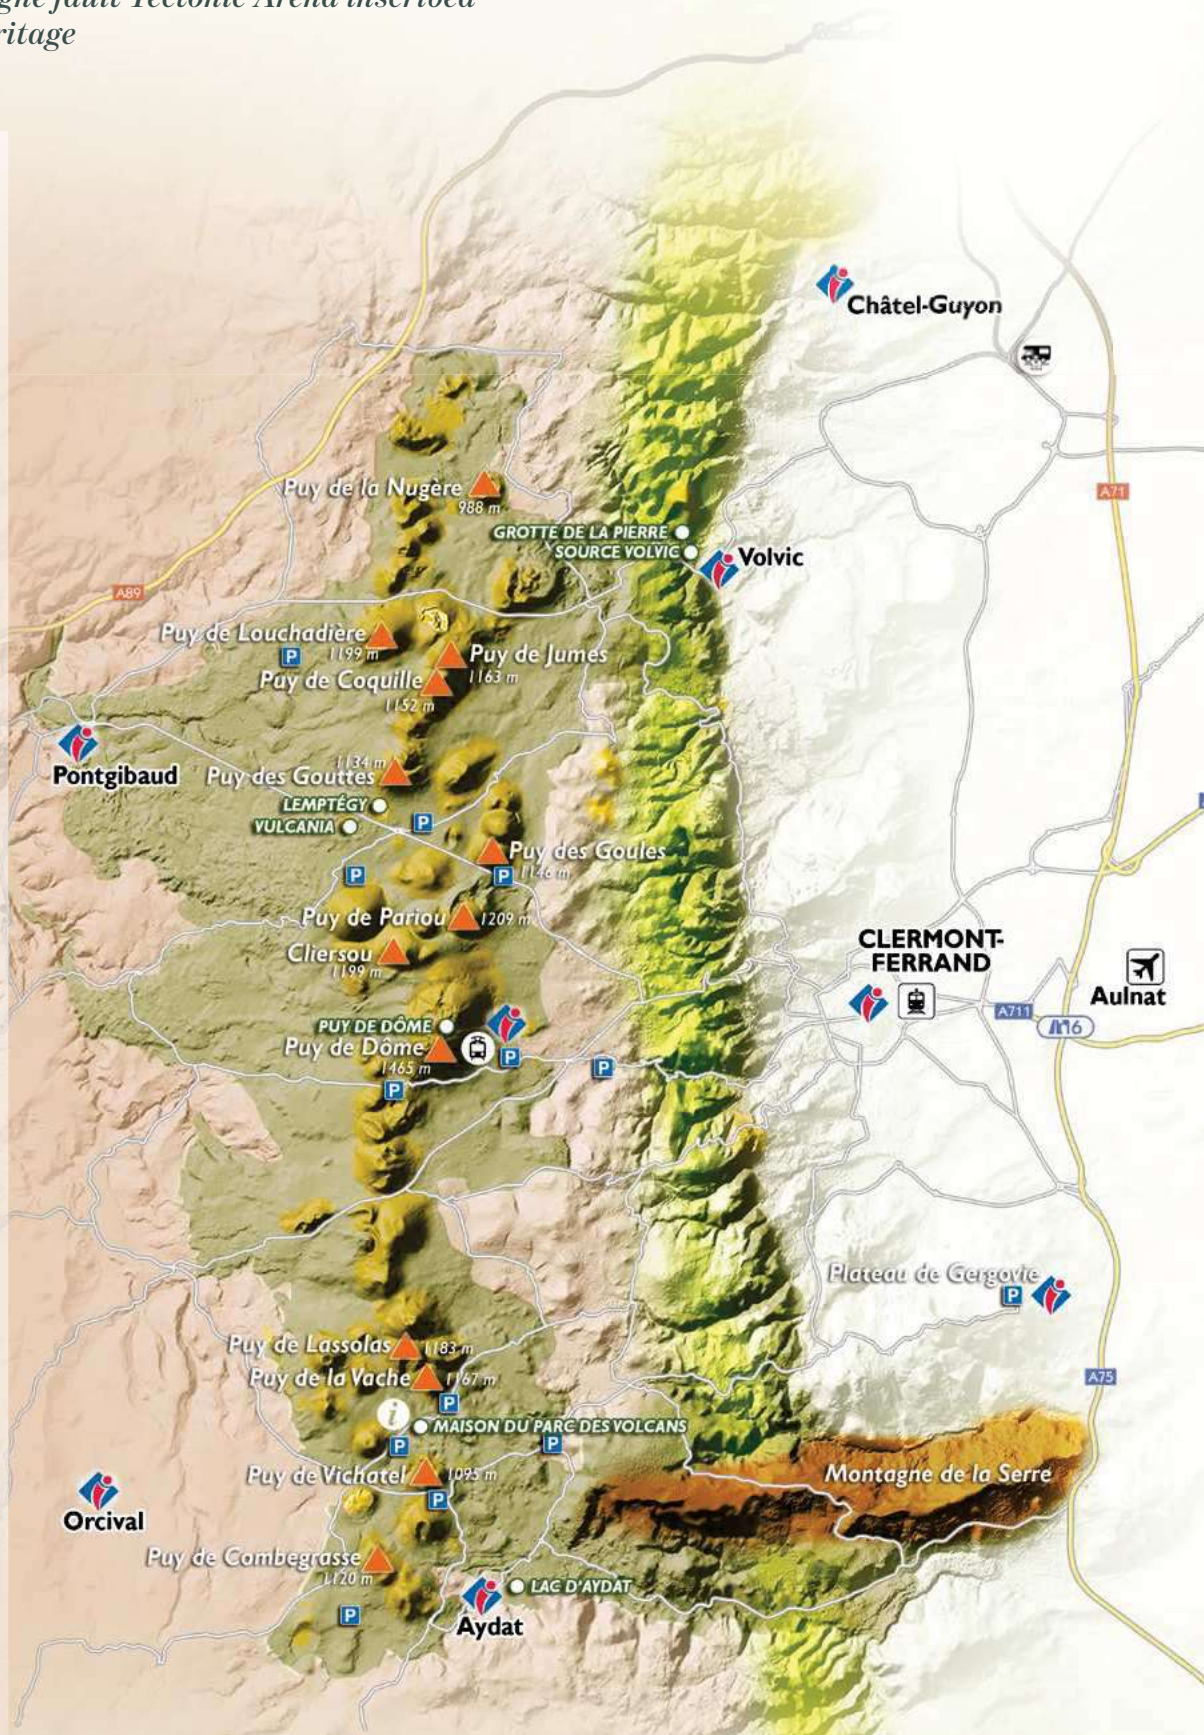 gne fault Tectonic Arena inscribed
ritage
Châtel-Guyon
A71
Puy de la Nugère
988 m
GROTTE DE LA PIERRE
SOURCE VOLVIC
Volvic
A89
Puy de Louchadière
P
1199 m
Puy de Jumes
1163 m
Puy de Coquille
1152 m
Pontgibaud
1134 m
Puy des Gouttes
LEMPTÉGY
VULCANIA
P
Puy des Goules
1146 m
P
P
Puy de Pariou
1209 m
Cliersou
1199 m
CLERMONT-
FERRAND
Aulnat
A711
16
PUY DE DÔME
Puy de Dôme
1465 m
P
P
P
Plateau de Gergovie
P
Puy de Lassolas
1183 m
Puy de la Vache
1167 m
P
A75
i
MAISON DU PARC DES VOLCANS
P
P
Puy de Vichatel
1095 m
P
Montagne de la Serre
Orcival
Puy de Combegrasse
1120 m
P
LAC D'AYDAT
Aydat